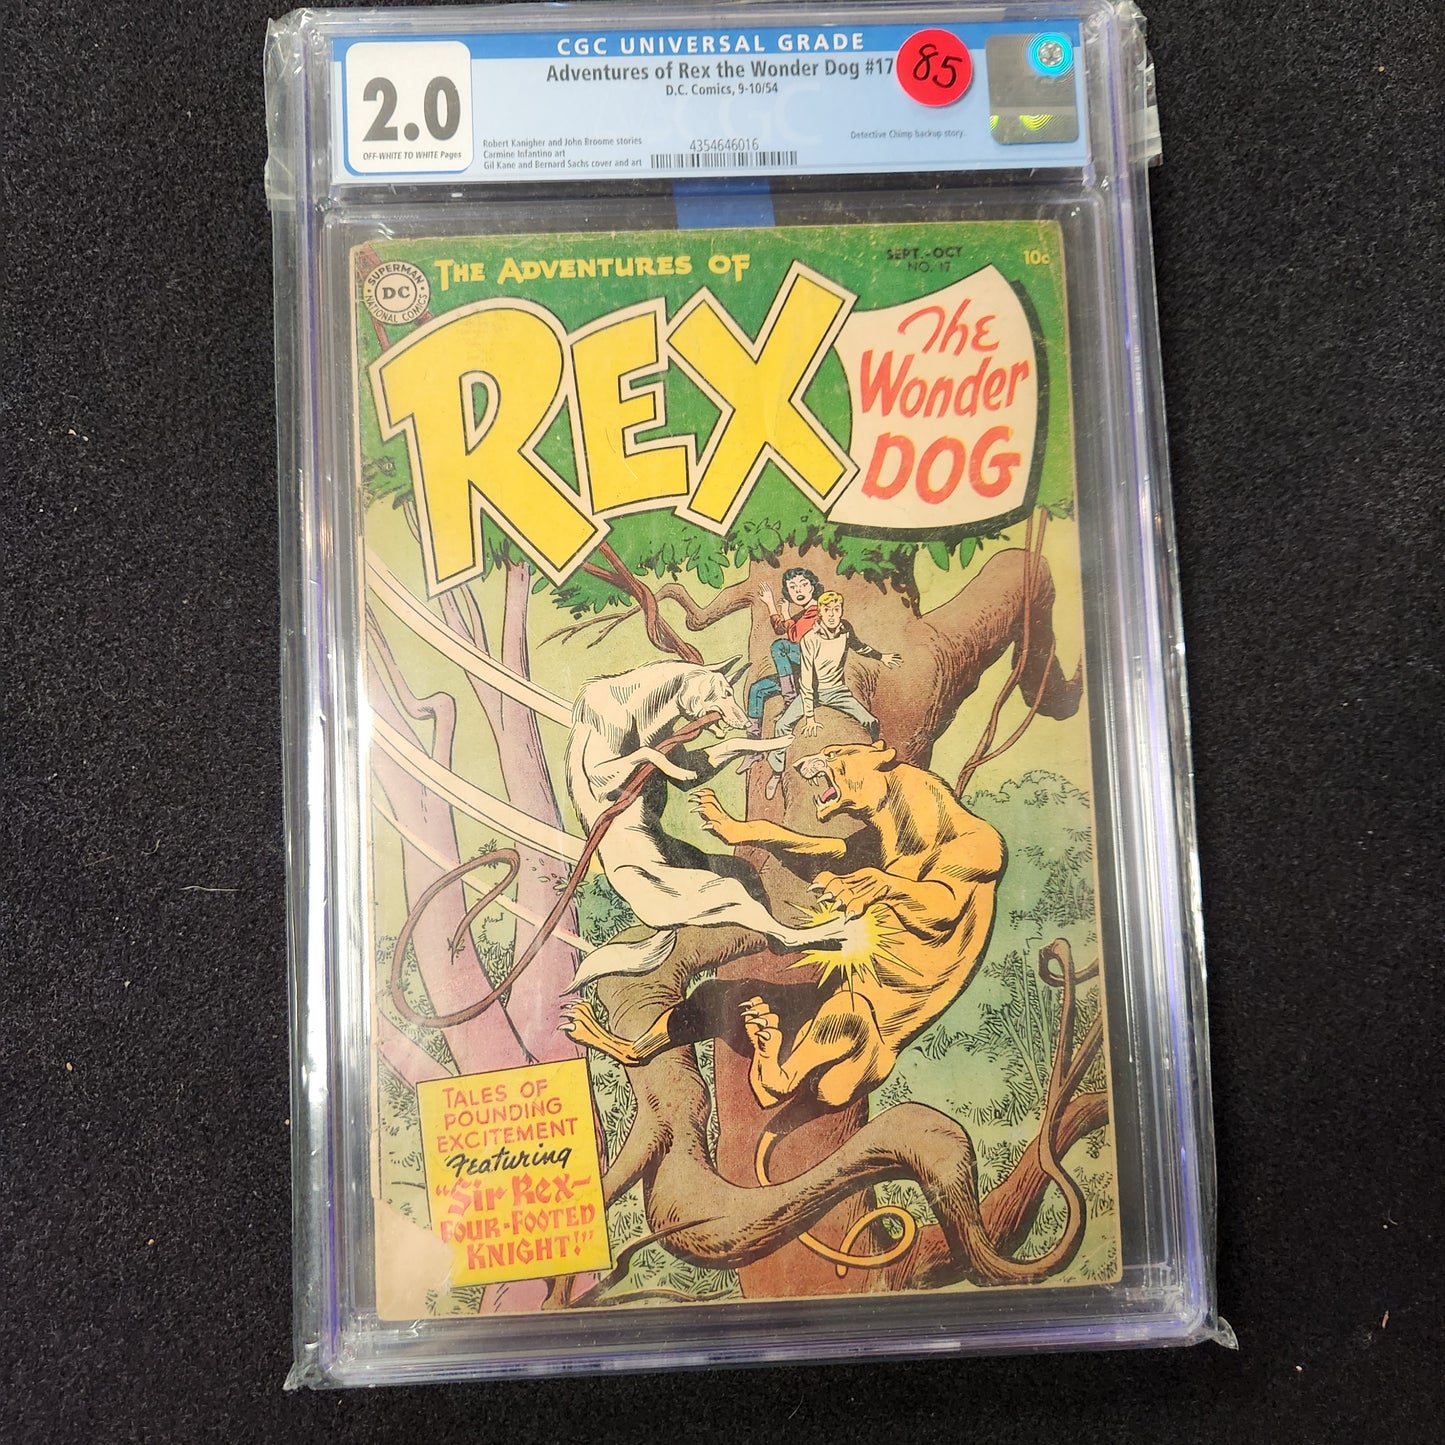 CGC UNIVERSAL GRADE
2.0
OFF-WHITE TO WHITE Pages
Adventures of Rex the Wonder Dog #17
D.C. Comics, 9-10/54
85
Robert Kanigher and John Broome stories
Carmine Infantino art
Gil Kane and Bernard Sachs cover and art
4354646016
Detective Chimp backup story.
CGC
SUPERMAN
DC
NATIONAL COMICS
THE ADVENTURES OF
SEPT.-OCT
NO. 17
10c
REX
The
Wonder
DOG
TALES OF
POUNDING
EXCITEMENT
Featuring
"Sir Rex-
FOUR-FOOTED
KNIGHT!"